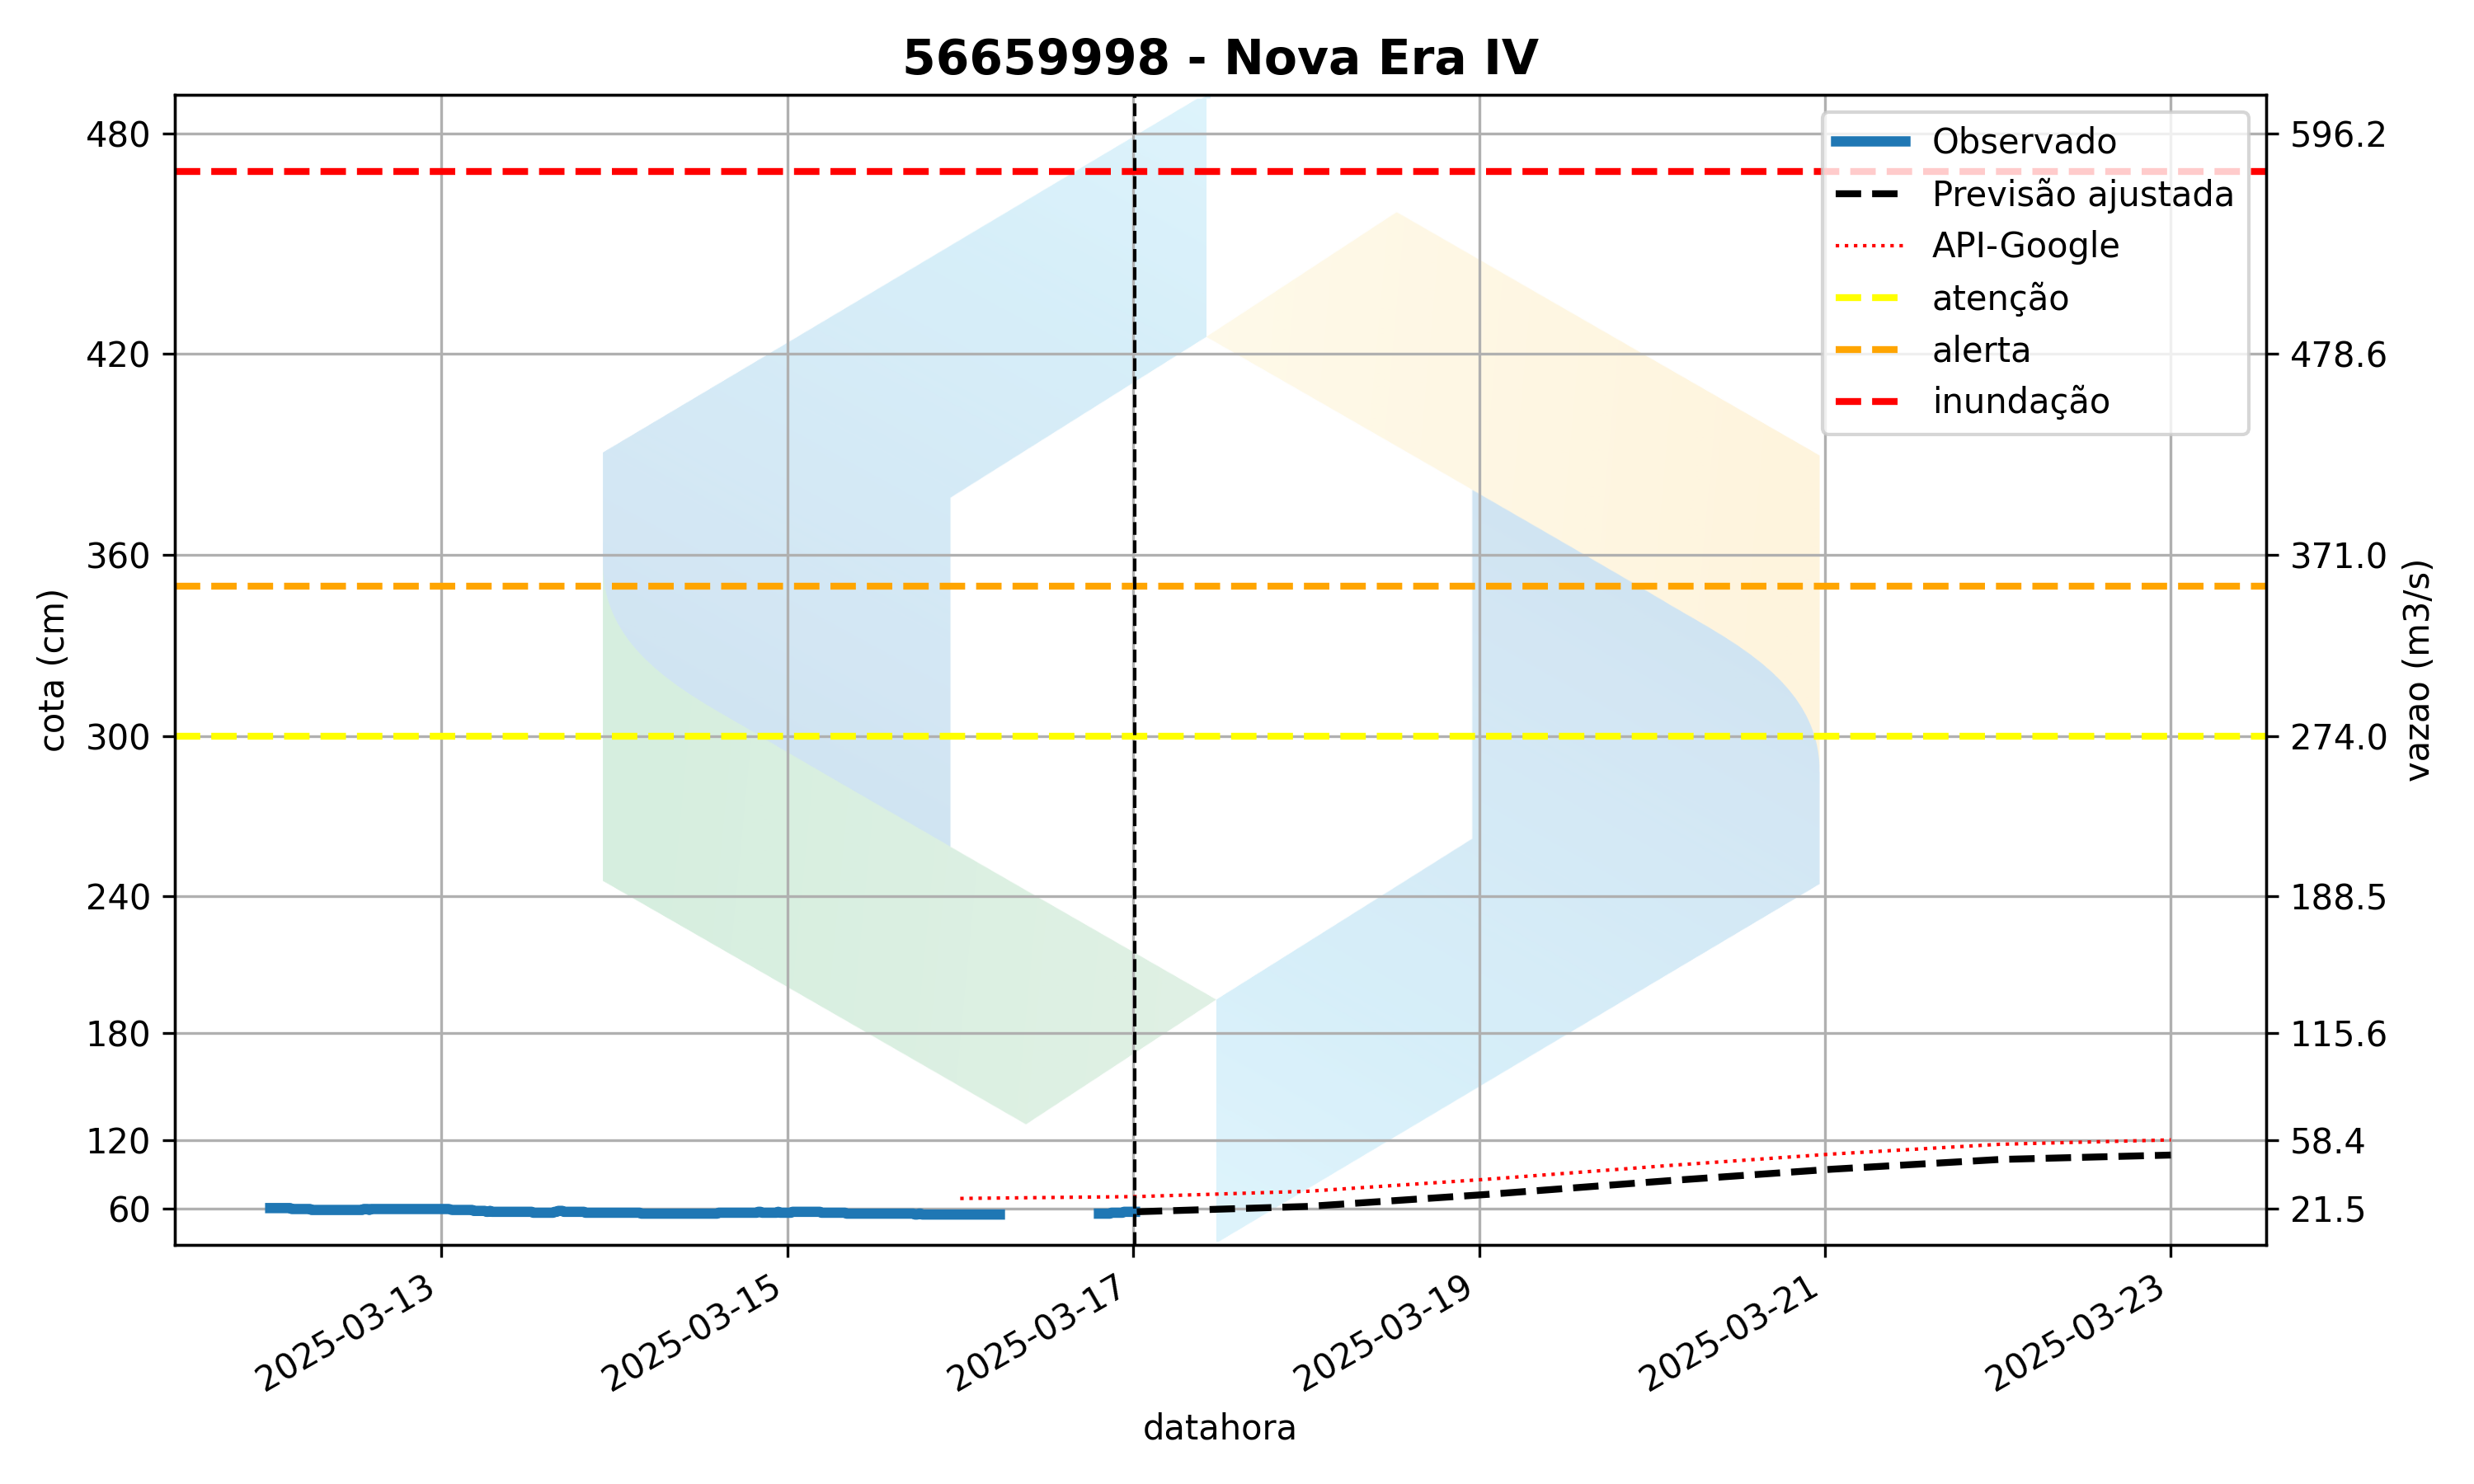 56659998 - Nova Era IV
480
420
360
300
240
180
120
60
cota (cm)
596.2
478.6
371.0
274.0
188.5
115.6
58.4
21.5
vazao (m3/s)
Observado
Previsão ajustada
API-Google
atenção
alerta
inundação
2025-03-13
2025-03-15
2025-03-17
2025-03-19
2025-03-21
2025-03-23
datahora